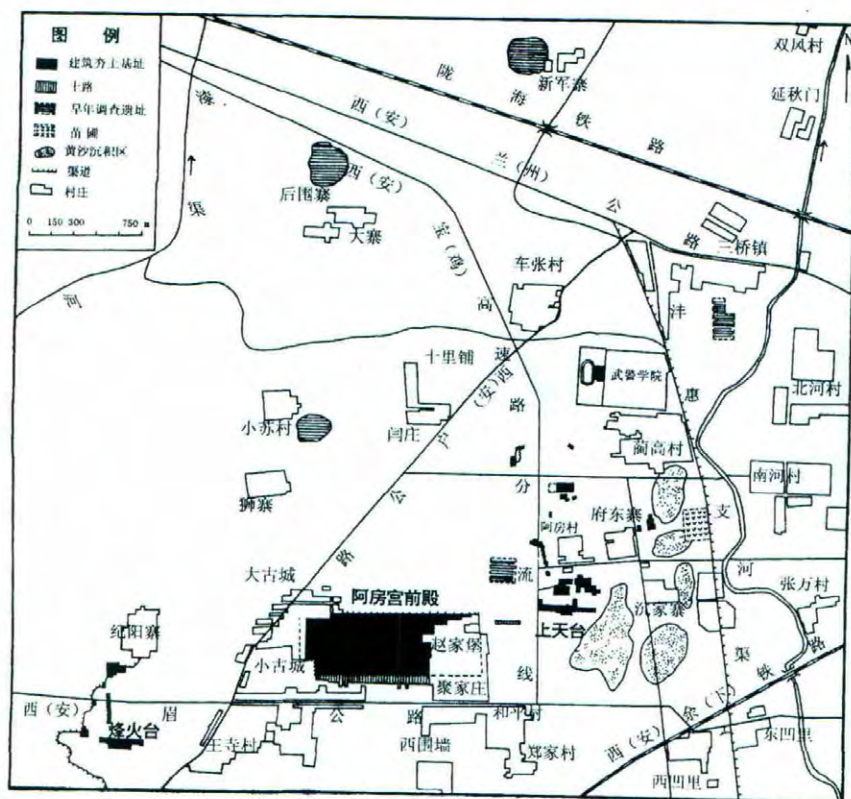 图 例
建筑夯土基址
土路
早年调查遗址
苗圃
黄沙沉积区
渠道
村庄
0 150 300 750 m
双凤村
N
新军寨
延秋门
陇海铁路
西(安)兰(州)公路
后围寨
大寨
西(安)宝(鸡)高速路分流线
三桥镇
车张村
沣惠支渠
河
渠
十里铺
武警学院
北河村
小苏村
闫庄
蔺高村
西(安)户公路
狮寨
南河村
府东寨
阿房村
大古城
阿房宫前殿
上天台
沈家寨
张万村
河
纪阳寨
赵家堡
小古城
聚家庄
西(安)眉公路
和平村
烽火台
西(安)余(下)铁路
王寺村
西围墙
郑家村
东凹里
西凹里